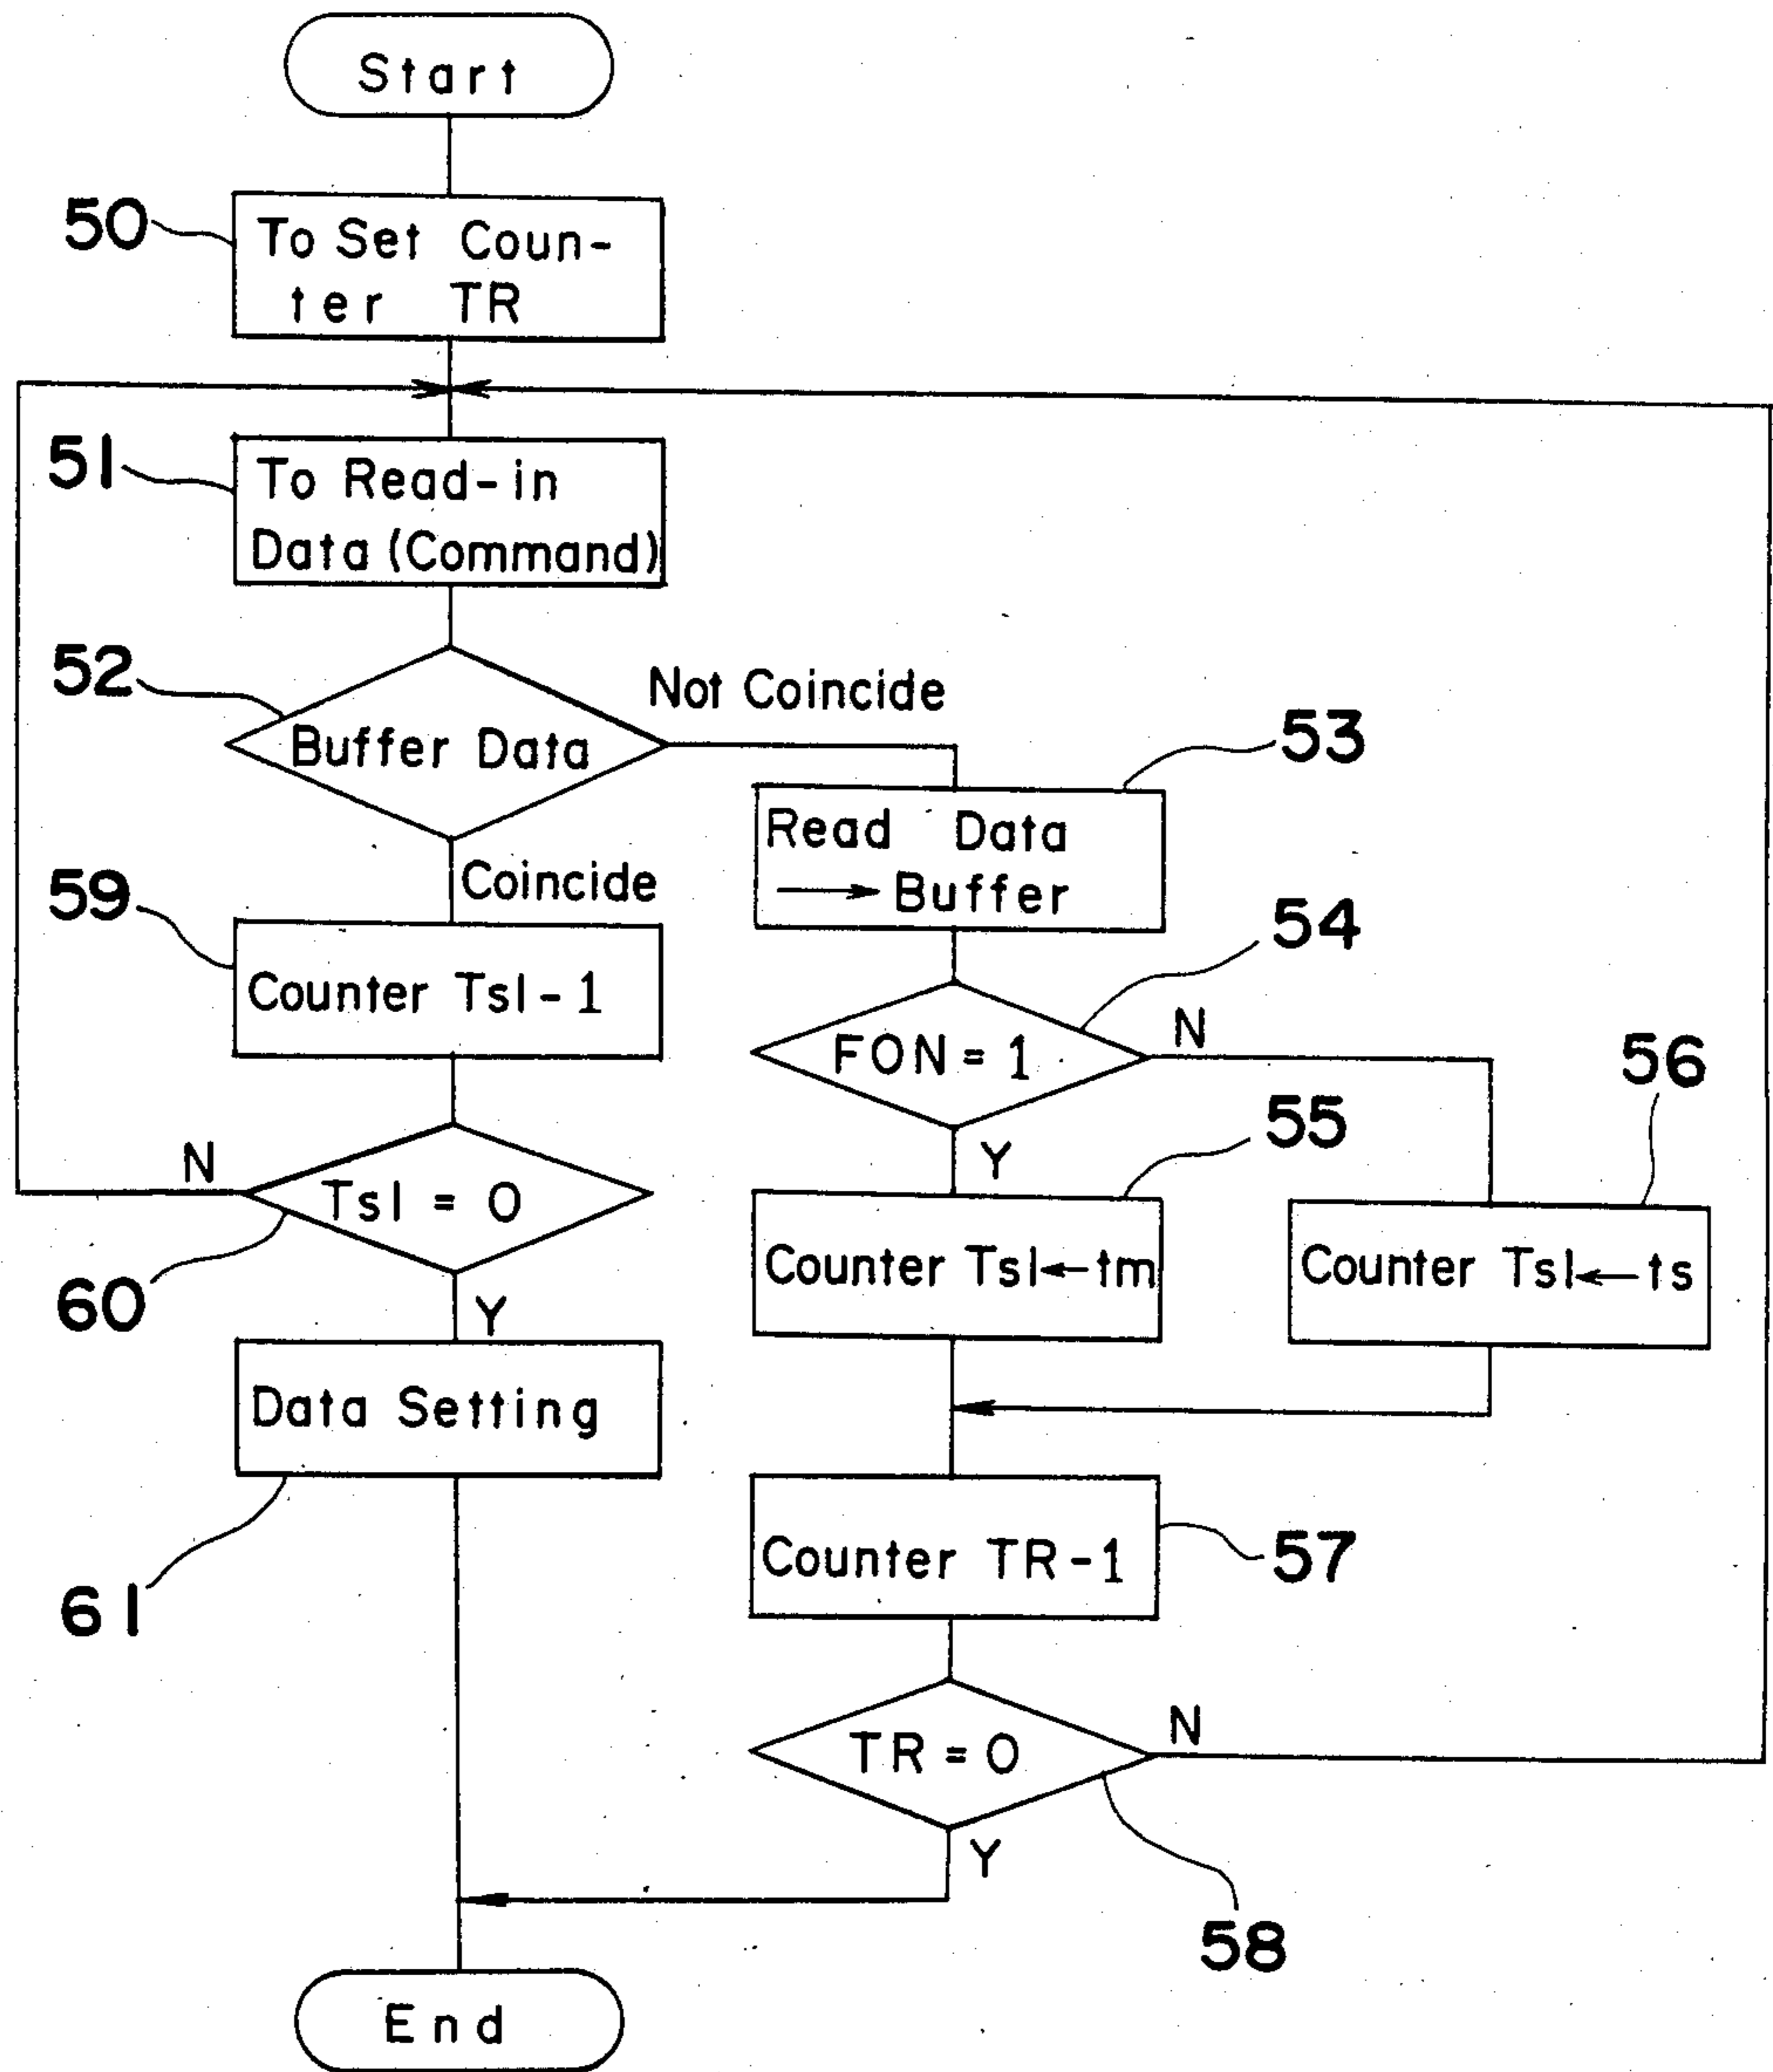 Start
50
To Set Coun-
ter TR
51
To Read-in
Data (Command)
52
Buffer Data
Not Coincide
53
Read Data
→ Buffer
Coincide
59
Counter Tsl-1
54
FON = 1
N
56
55
Y
N
Tsl = 0
60
Counter Tsl←tm
Counter Tsl←ts
Y
Data Setting
61
Counter TR-1
57
TR = 0
N
Y
58
End